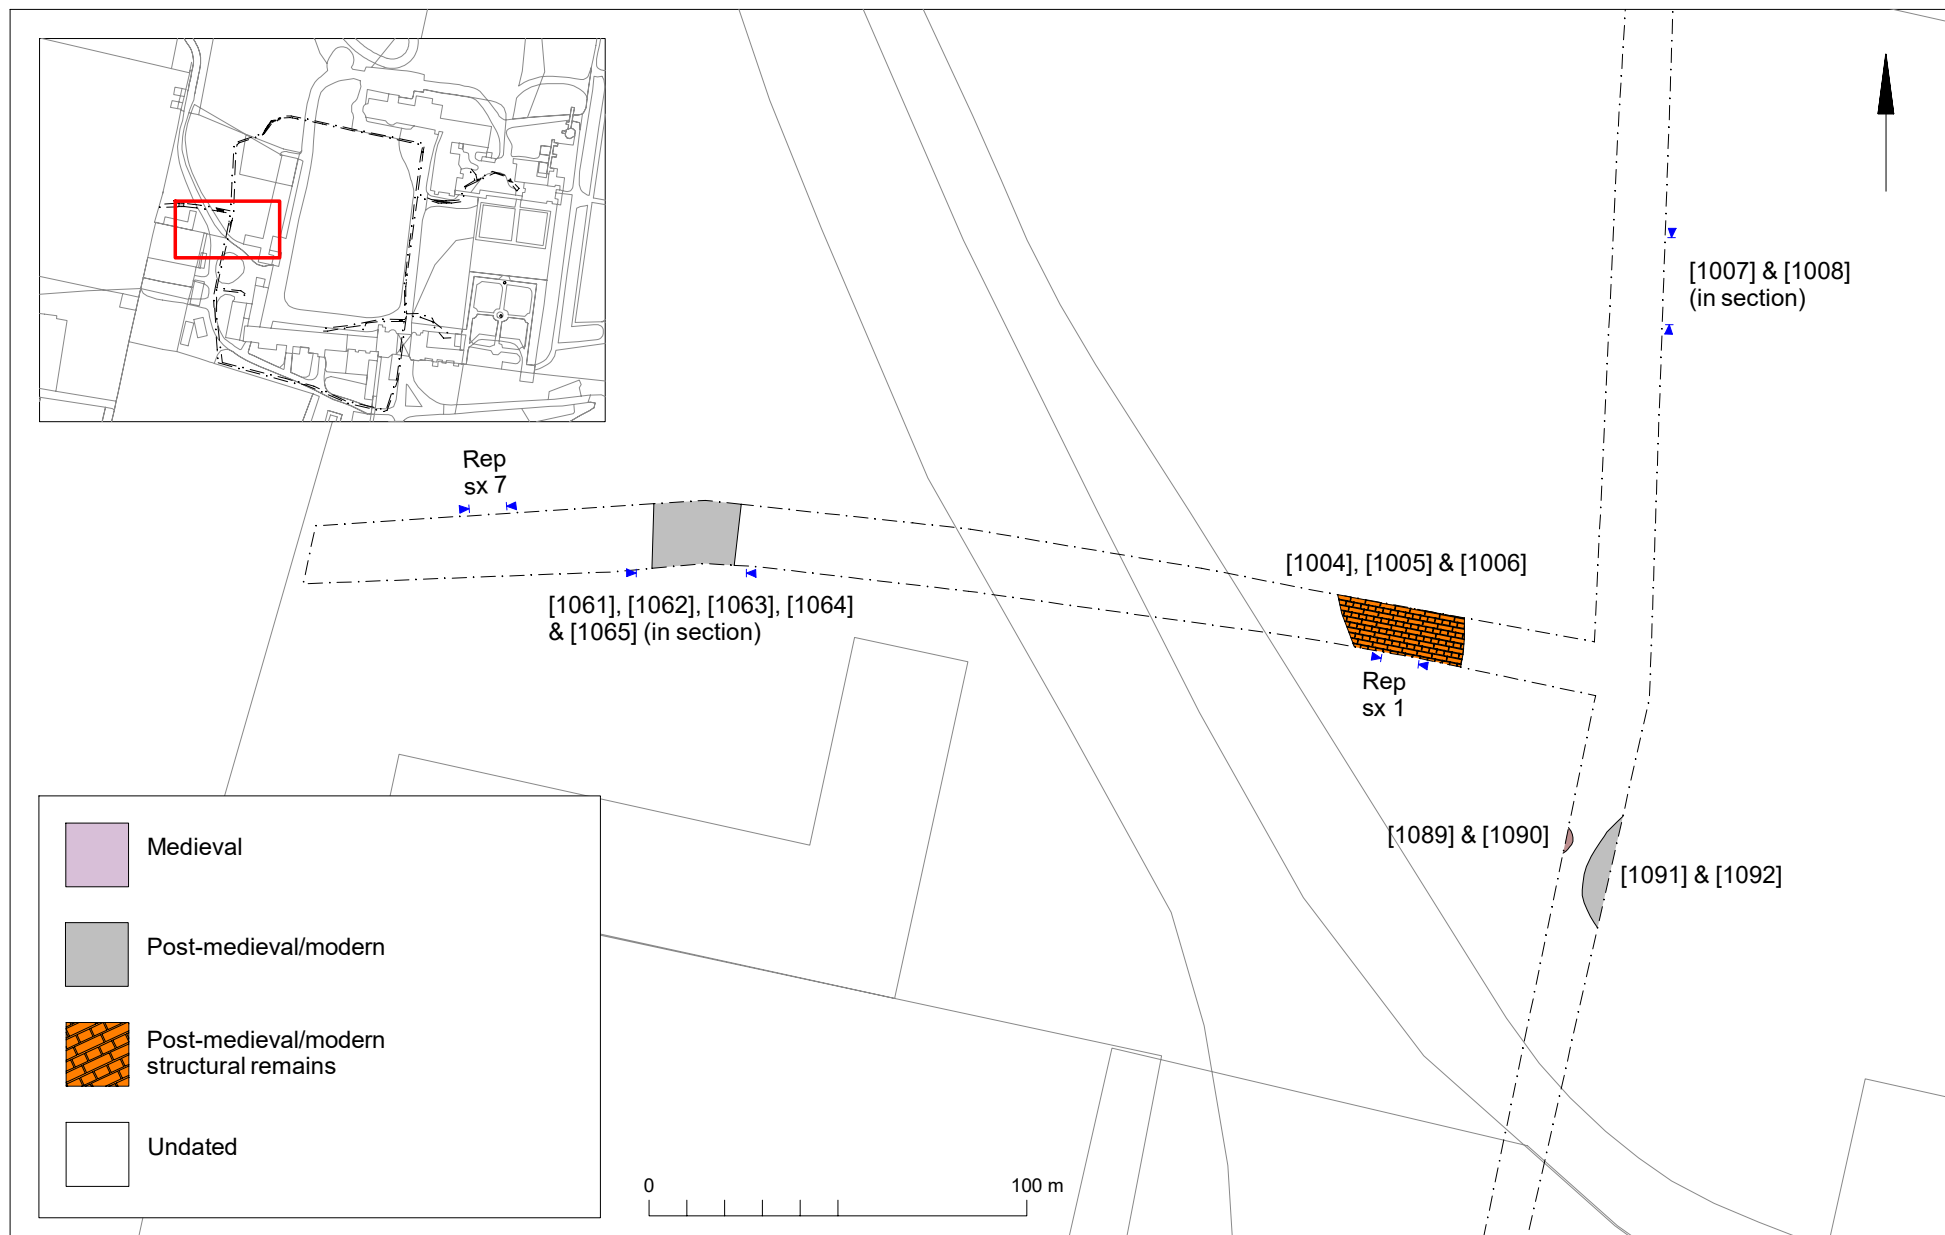 [1007] & [1008]
(in section)
Rep
sx 7
[1004], [1005] & [1006]
[1061], [1062], [1063], [1064]
& [1065] (in section)
Rep
sx 1
[1089] & [1090]
[1091] & [1092]
Medieval
Post-medieval/modern
Post-medieval/modern
structural remains
Undated
0 100 m